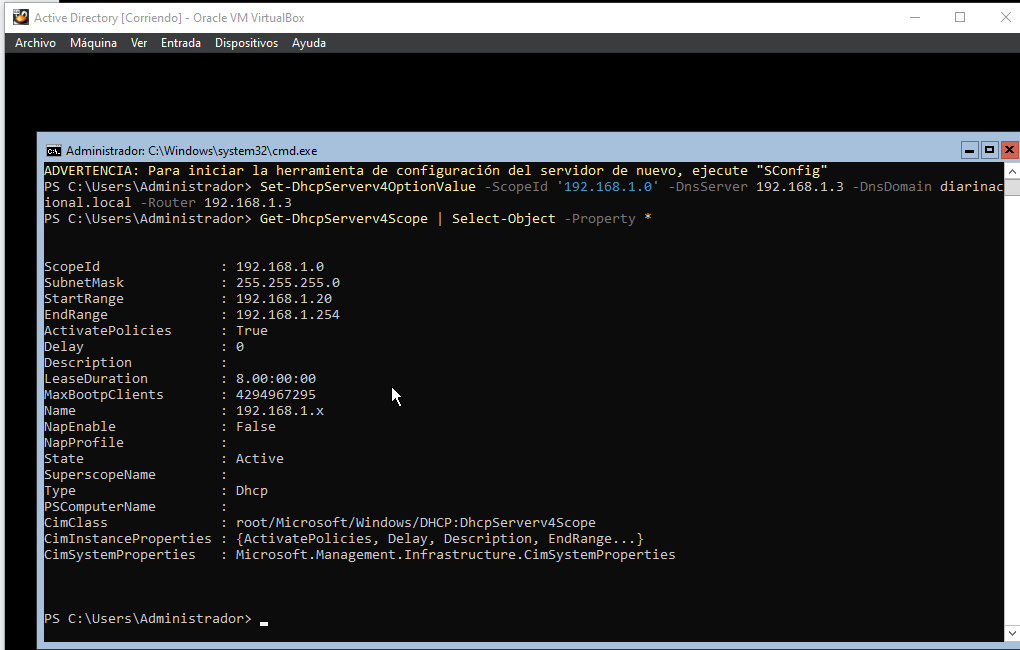 Active Directory [Corriendo] - Oracle VM VirtualBox
Archivo Máquina Ver Entrada Dispositivos Ayuda
Administrador: C:\Windows\system32\cmd.exe
ADVERTENCIA: Para iniciar la herramienta de configuración del servidor de nuevo, ejecute "SConfig"
PS C:\Users\Administrador> Set-DhcpServerv4OptionValue -ScopeId '192.168.1.0' -DnsServer 192.168.1.3 -DnsDomain diarinac
ional.local -Router 192.168.1.3
PS C:\Users\Administrador> Get-DhcpServerv4Scope | Select-Object -Property *
ScopeId : 192.168.1.0
SubnetMask : 255.255.255.0
StartRange : 192.168.1.20
EndRange : 192.168.1.254
ActivatePolicies : True
Delay : 0
Description :
LeaseDuration : 8.00:00:00
MaxBootpClients : 4294967295
Name : 192.168.1.x
NapEnable : False
NapProfile :
State : Active
SuperscopeName :
Type : Dhcp
PSComputerName :
CimClass : root/Microsoft/Windows/DHCP:DhcpServerv4Scope
CimInstanceProperties : {ActivatePolicies, Delay, Description, EndRange...}
CimSystemProperties : Microsoft.Management.Infrastructure.CimSystemProperties
PS C:\Users\Administrador>